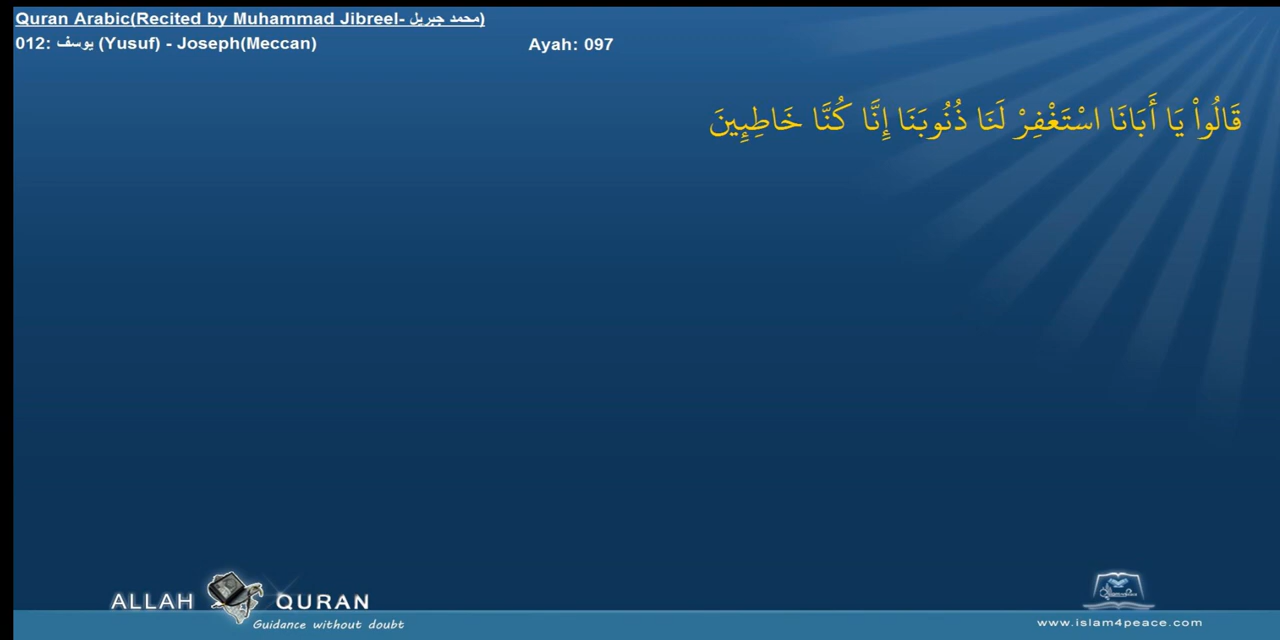 Quran Arabic(Recited by Muhammad Jibreel- محمد جبريل)
012: يوسف (Yusuf) - Joseph(Meccan) Ayah: 097
قَالُواْ يَا أَبَانَا اسْتَغْفِرْ لَنَا ذُنُوبَنَا إِنَّا كُنَّا خَاطِئِينَ
ALLAH QURAN
Guidance without doubt
www.islam4peace.com